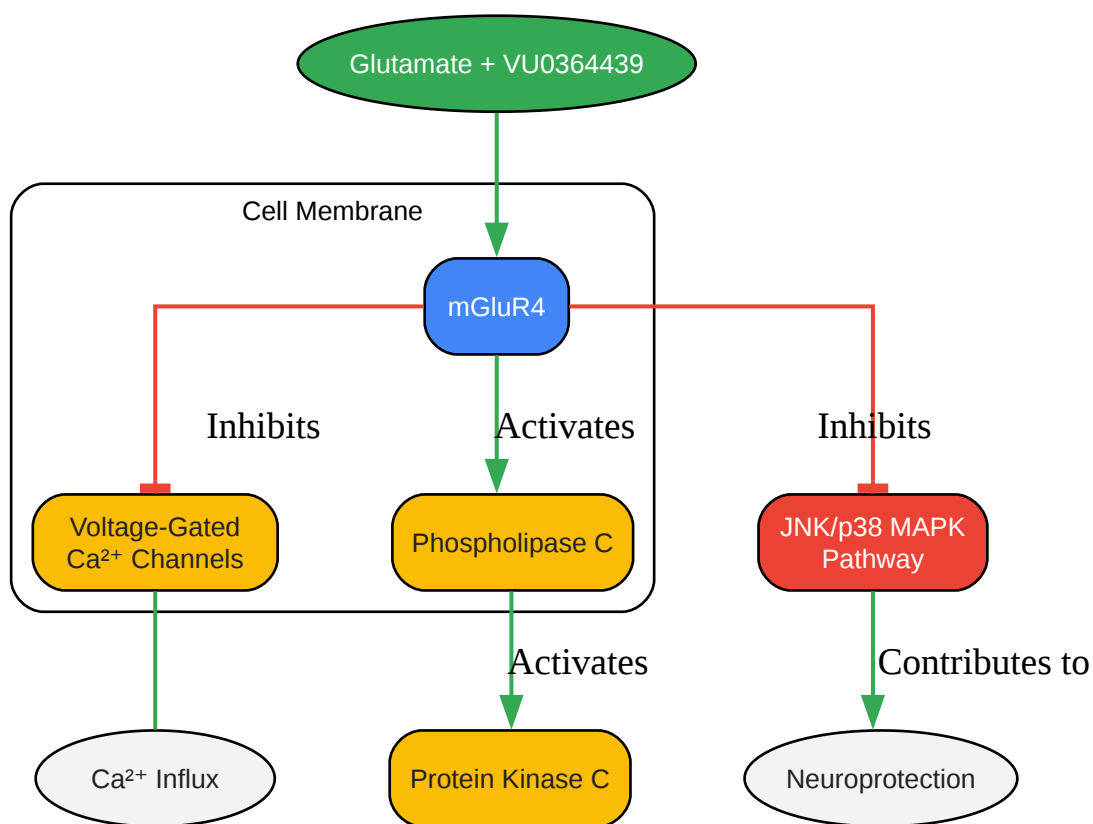 Glutamate + VU0364439
Cell Membrane
mGluR4
Inhibits
Activates
Inhibits
Voltage-Gated
Ca²⁺ Channels
Phospholipase C
JNK/p38 MAPK
Pathway
Activates
Contributes to
Ca²⁺ Influx
Protein Kinase C
Neuroprotection